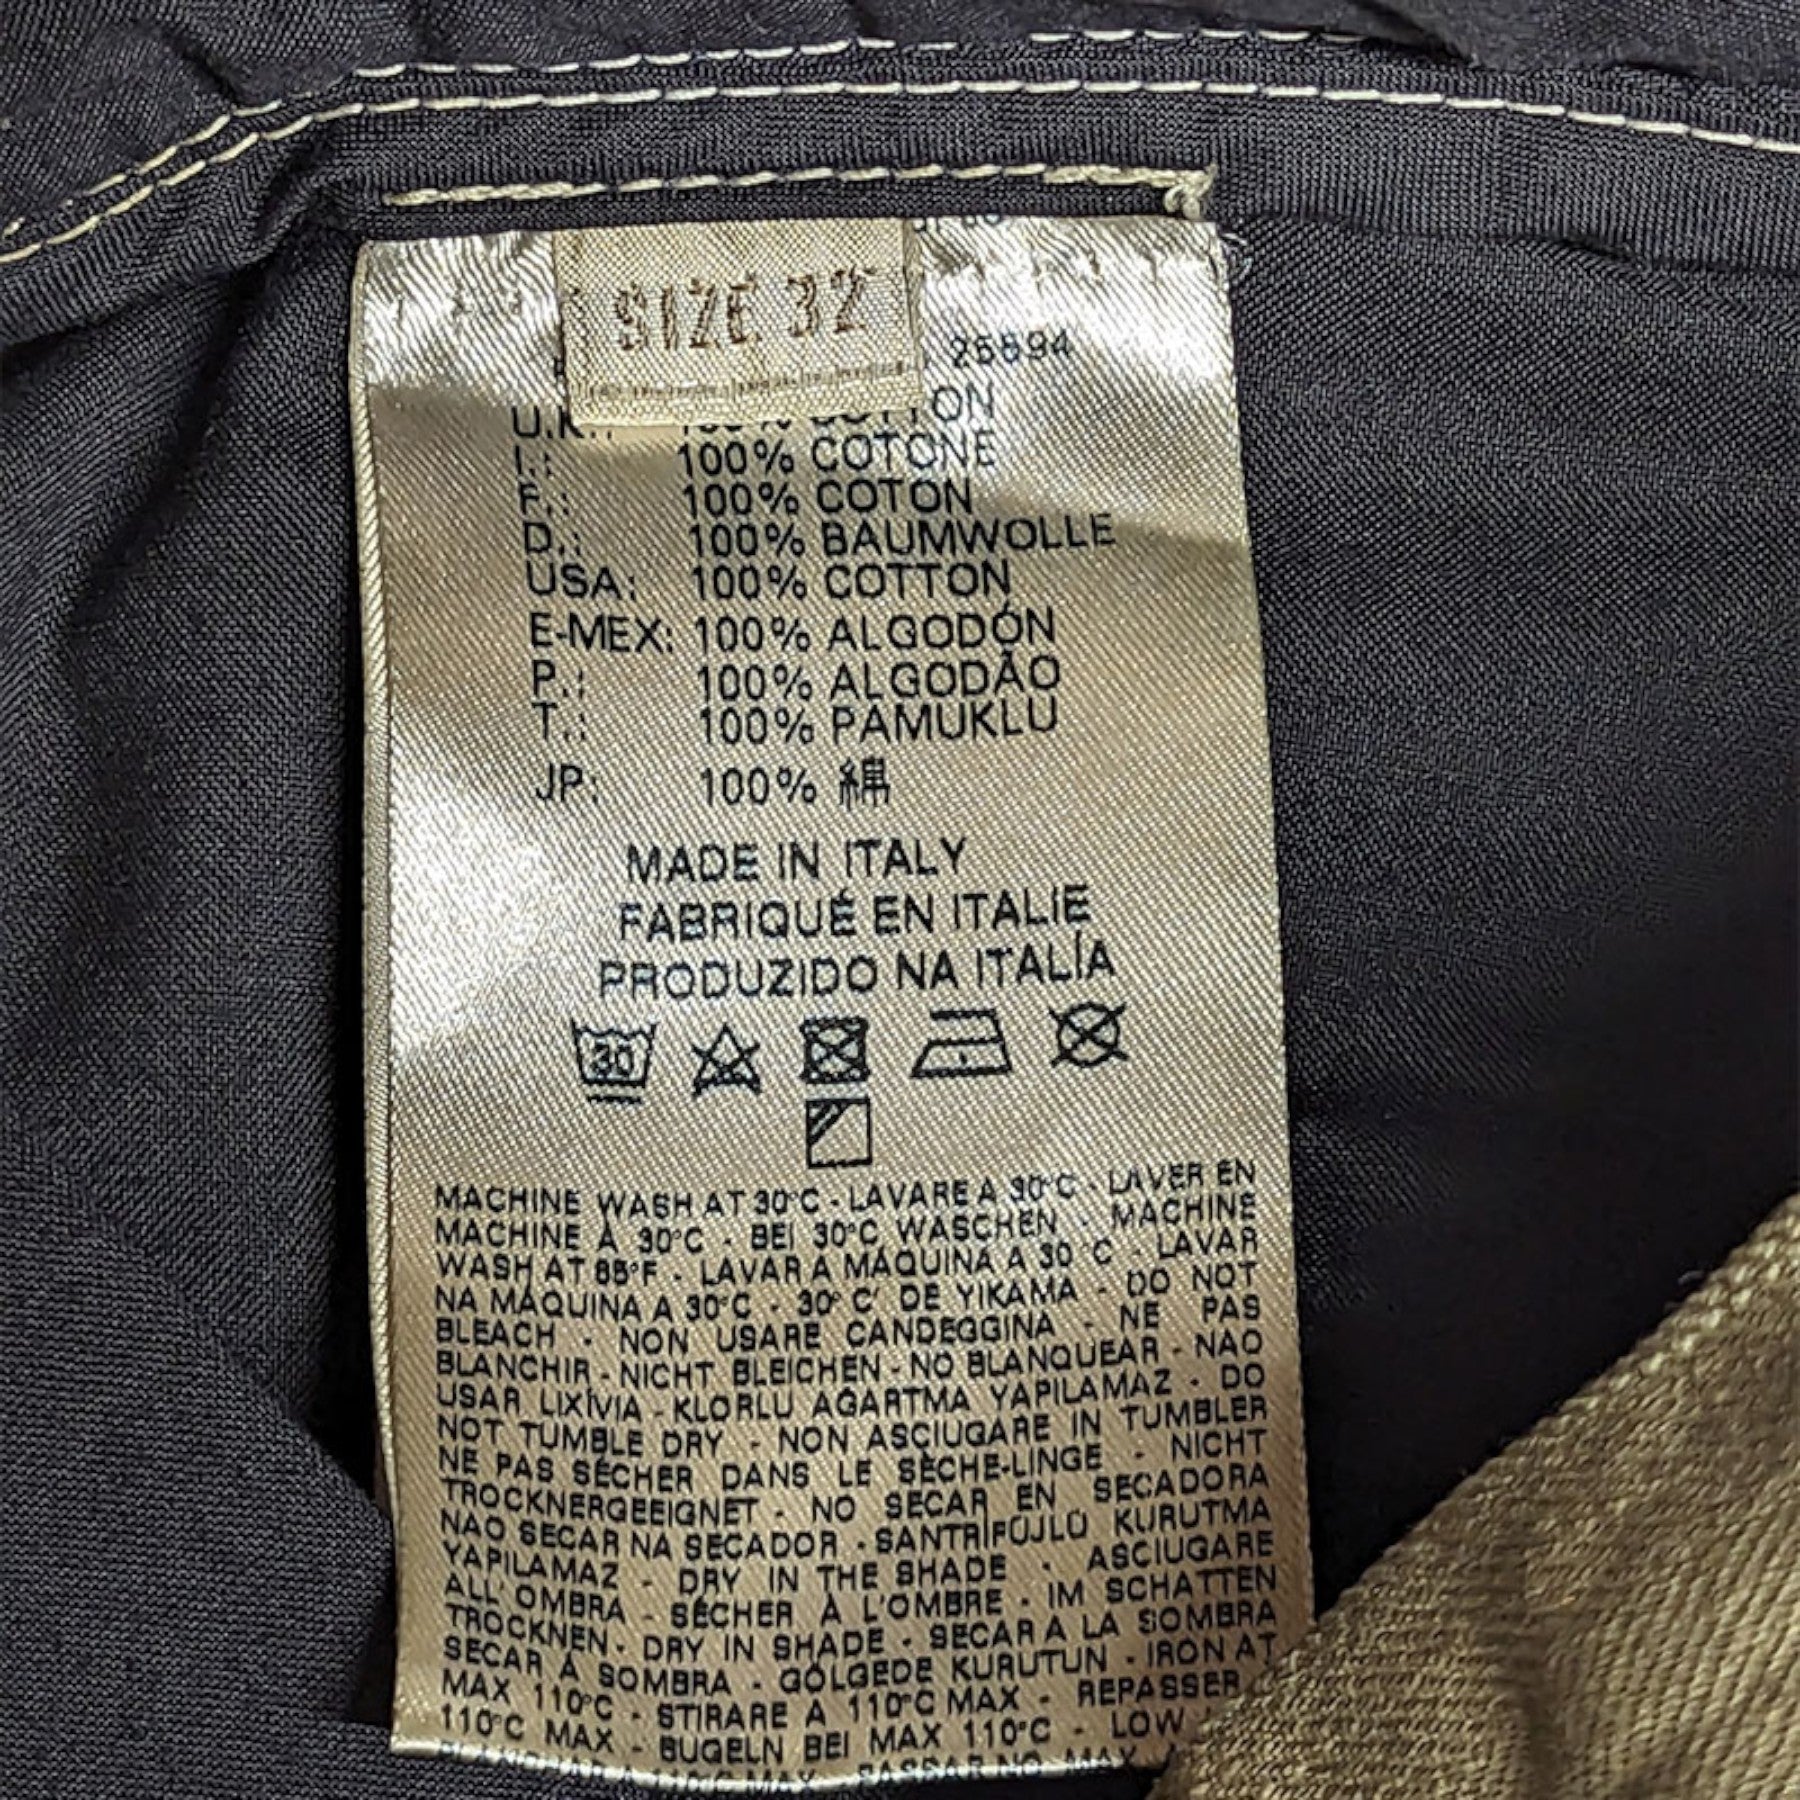 SIZE 32
25694
U.K.: 100% COTTON
I.: 100% COTONE
F.: 100% COTON
D.: 100% BAUMWOLLE
USA: 100% COTTON
E-MEX: 100% ALGODÓN
P.: 100% ALGODÃO
T.: 100% PAMUKLU
JP: 100% 綿
MADE IN ITALY
FABRIQUÉ EN ITALIE
PRODUZIDO NA ITALÍA
30
MACHINE WASH AT 30°C - LAVARE A 30°C - LAVER EN
MACHINE À 30°C - BEI 30°C WASCHEN - MACHINE
WASH AT 85°F - LAVAR A MÁQUINA A 30°C - LAVAR
NA MÁQUINA A 30°C - 30° C' DE YIKAMA - DO NOT
BLEACH - NON USARE CANDEGGINA - NE PAS
BLANCHIR - NICHT BLEICHEN - NO BLANQUEAR - NAO
USAR LIXÍVIA - KLORLU AGARTMA YAPILAMAZ - DO
NOT TUMBLE DRY - NON ASCIUGARE IN TUMBLER
NE PAS SÉCHER DANS LE SÈCHE-LINGE - NICHT
TROCKNERGEEIGNET - NO SECAR EN SECADORA
NAO SECAR NA SECADOR - SANTRİFÜJLÜ KURUTMA
YAPILAMAZ - DRY IN THE SHADE - ASCIUGARE
ALL'OMBRA - SÉCHER À L'OMBRE - IM SCHATTEN
TROCKNEN - DRY IN SHADE - SECAR A LA SOMBRA
SECAR À SOMBRA - GÖLGEDE KURUTUN - IRON AT
MAX 110°C - STIRARE A 110°C MAX - REPASSER
110°C MAX - BUGELN BEI MAX 110°C - LOW